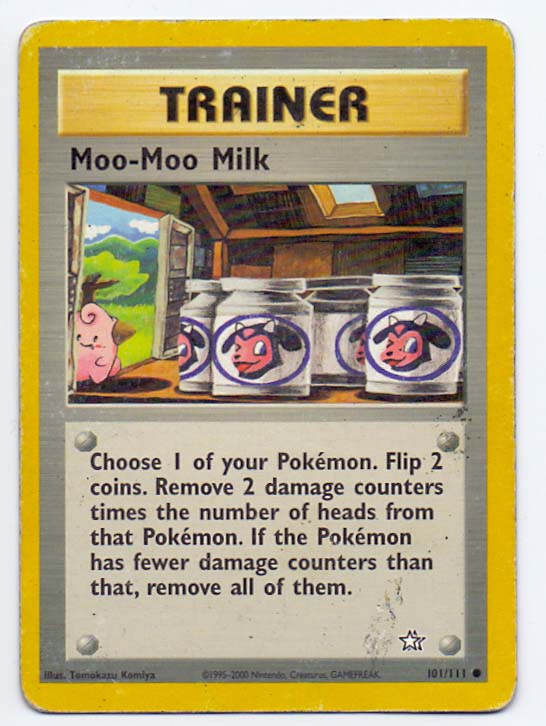 TRAINER
Moo-Moo Milk
Choose 1 of your Pokémon. Flip 2
coins. Remove 2 damage counters
times the number of heads from
that Pokémon. If the Pokémon
has fewer damage counters than
that, remove all of them.
Illus. Tomokazu Komiya ©1995-2000 Nintendo, Creatures, GAMEFREAK. 101/111